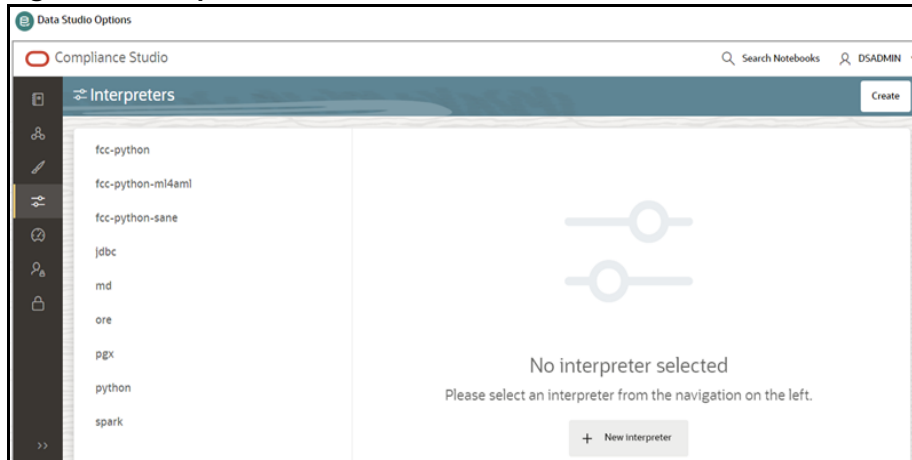 Data Studio Options
Compliance Studio
Search Notebooks DSADMIN
Interpreters
Create
fcc-python
fcc-python-ml4aml
fcc-python-sane
jdbc
md
ore
pgx
python
spark
No interpreter selected
Please select an interpreter from the navigation on the left.
+ New interpreter
>>